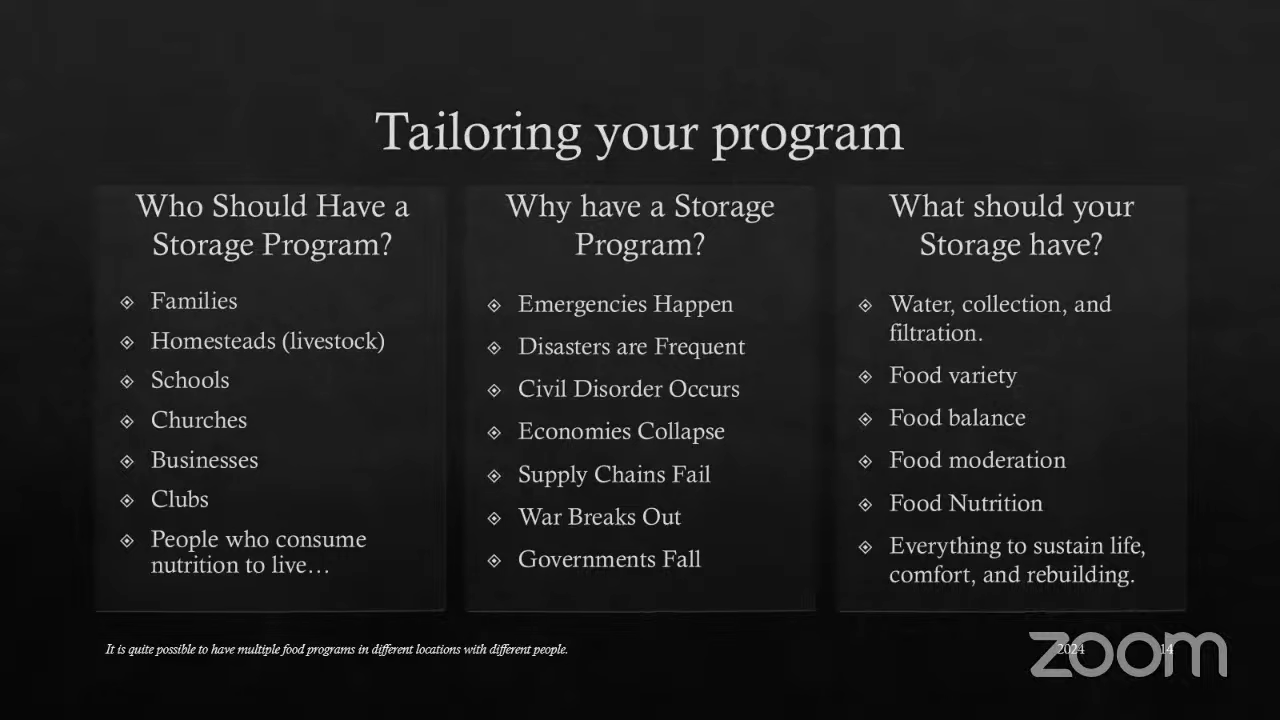 Tailoring your program
Who Should Have a
Storage Program?
Families
Homesteads (livestock)
Schools
Churches
Businesses
Clubs
People who consume
nutrition to live…
Why have a Storage
Program?
Emergencies Happen
Disasters are Frequent
Civil Disorder Occurs
Economies Collapse
Supply Chains Fail
War Breaks Out
Governments Fall
What should your
Storage have?
Water, collection, and
filtration.
Food variety
Food balance
Food moderation
Food Nutrition
Everything to sustain life,
comfort, and rebuilding.
It is quite possible to have multiple food programs in different locations with different people.
2024
14
zoom